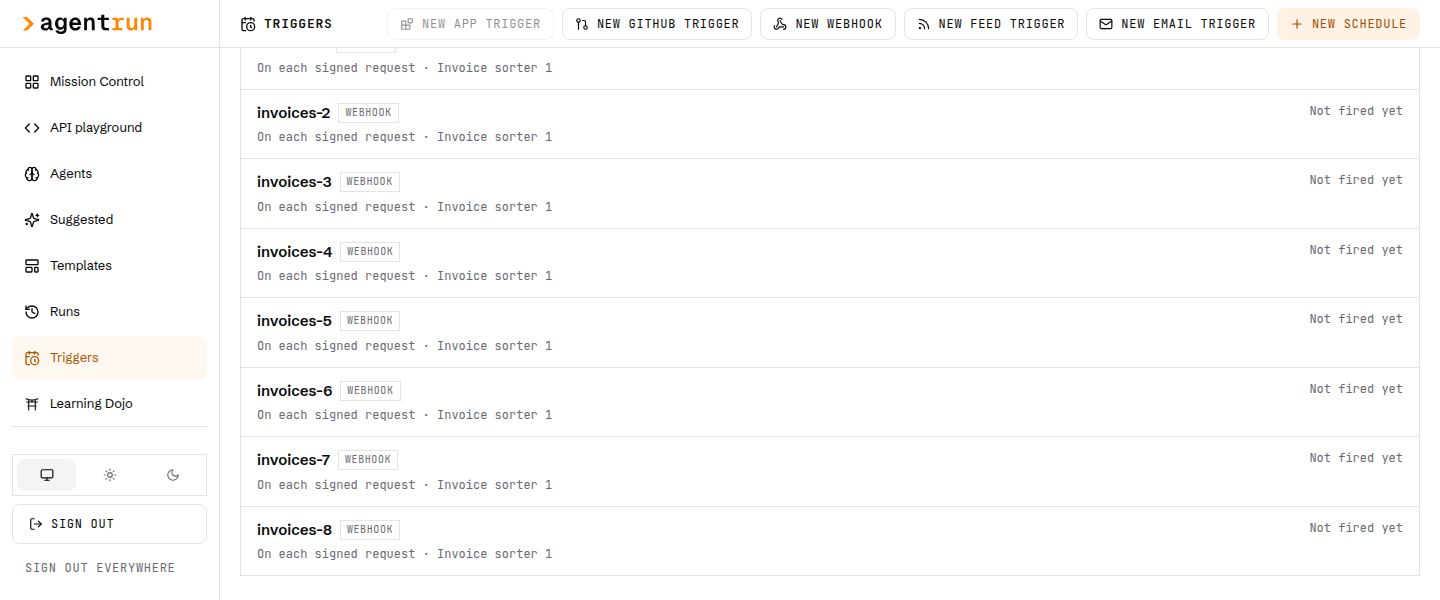 agentrun
TRIGGERS
NEW APP TRIGGER
NEW GITHUB TRIGGER
NEW WEBHOOK
NEW FEED TRIGGER
NEW EMAIL TRIGGER
NEW SCHEDULE
Mission Control
API playground
Agents
Suggested
Templates
Runs
Triggers
Learning Dojo
SIGN OUT
SIGN OUT EVERYWHERE
On each signed request · Invoice sorter 1
invoices-2 WEBHOOK Not fired yet
On each signed request · Invoice sorter 1
invoices-3 WEBHOOK Not fired yet
On each signed request · Invoice sorter 1
invoices-4 WEBHOOK Not fired yet
On each signed request · Invoice sorter 1
invoices-5 WEBHOOK Not fired yet
On each signed request · Invoice sorter 1
invoices-6 WEBHOOK Not fired yet
On each signed request · Invoice sorter 1
invoices-7 WEBHOOK Not fired yet
On each signed request · Invoice sorter 1
invoices-8 WEBHOOK Not fired yet
On each signed request · Invoice sorter 1